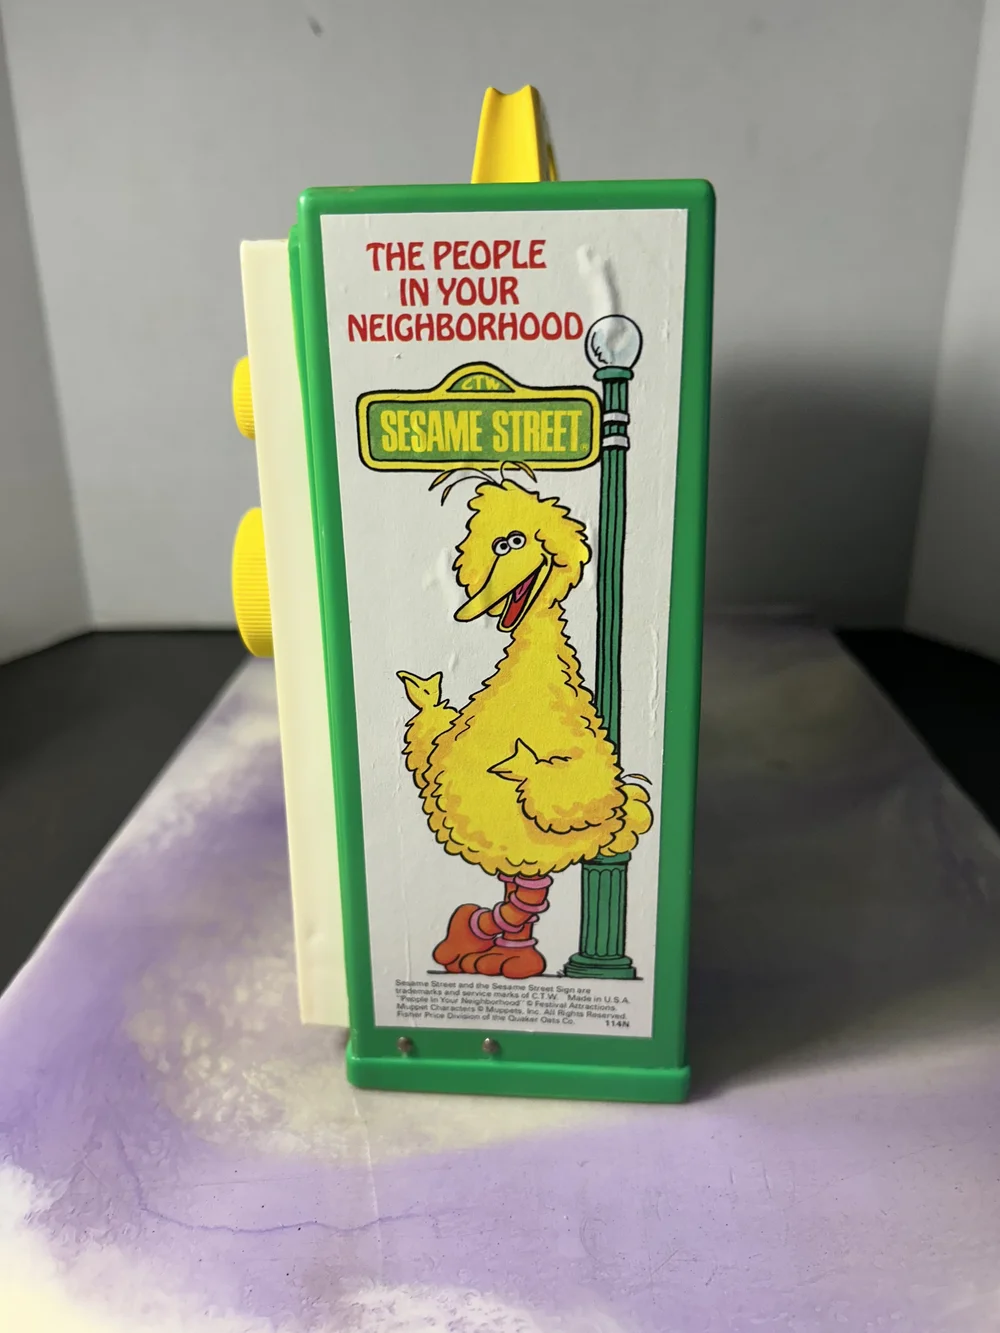 THE PEOPLE
IN YOUR
NEIGHBORHOOD
CTW
SESAME STREET
Sesame Street and the Sesame Street Sign are
trademarks and service marks of C.T.W. Made in U.S.A.
"People In Your Neighborhood" © Festival Attractions.
Muppet Characters © Muppets, Inc. All Rights Reserved.
Fisher Price Division of the Quaker Oats Co.
114N